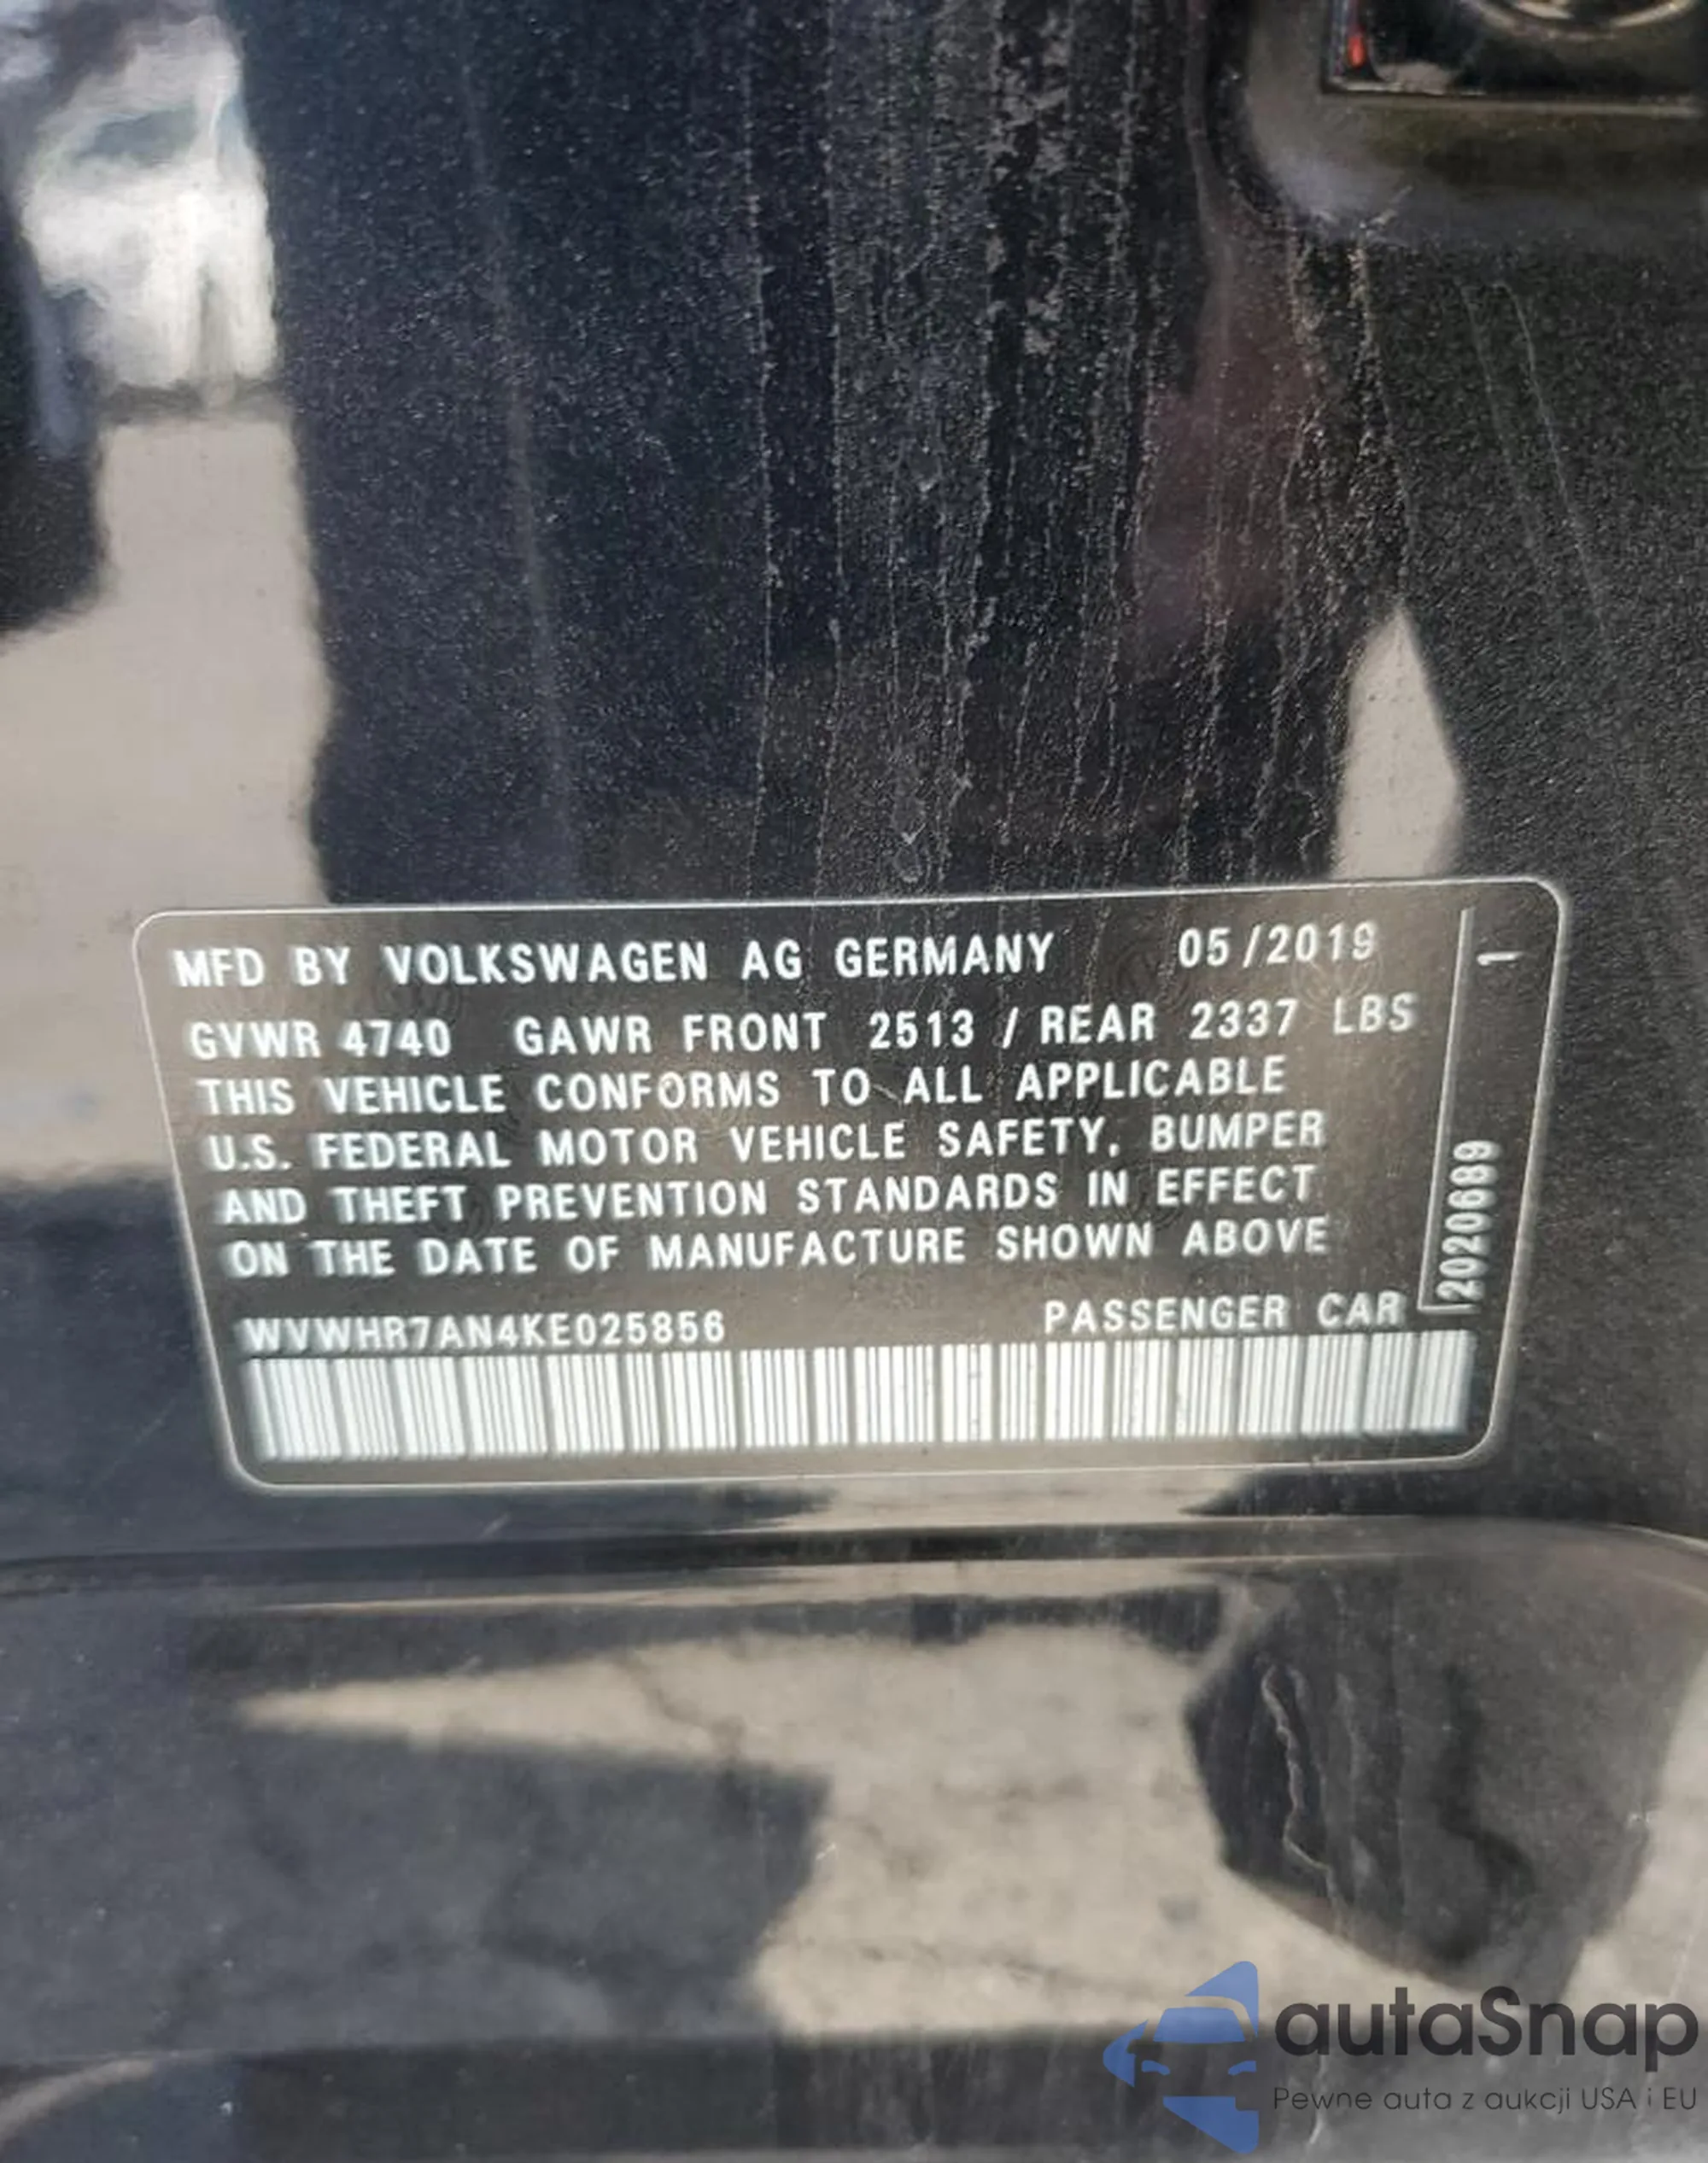 MFD BY VOLKSWAGEN AG GERMANY 05/2019
GVWR 4740 GAWR FRONT 2513 / REAR 2337 LBS
THIS VEHICLE CONFORMS TO ALL APPLICABLE
U.S. FEDERAL MOTOR VEHICLE SAFETY, BUMPER
AND THEFT PREVENTION STANDARDS IN EFFECT
ON THE DATE OF MANUFACTURE SHOWN ABOVE
WVWHR7AN4KE025856 PASSENGER CAR
2020689 1
autaSnap
Pewne auta z aukcji USA i EU